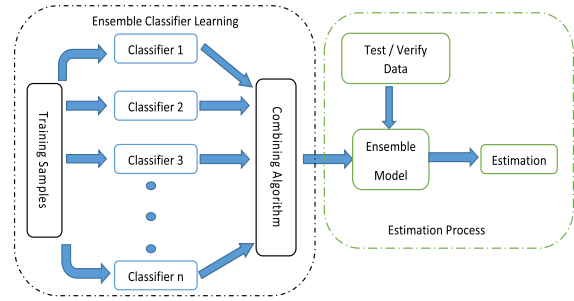 Ensemble Classifier Learning
Training Samples
Classifier 1
Classifier 2
Classifier 3
Classifier n
Combining Algorithm
Test / Verify
Data
Ensemble
Model
Estimation
Estimation Process